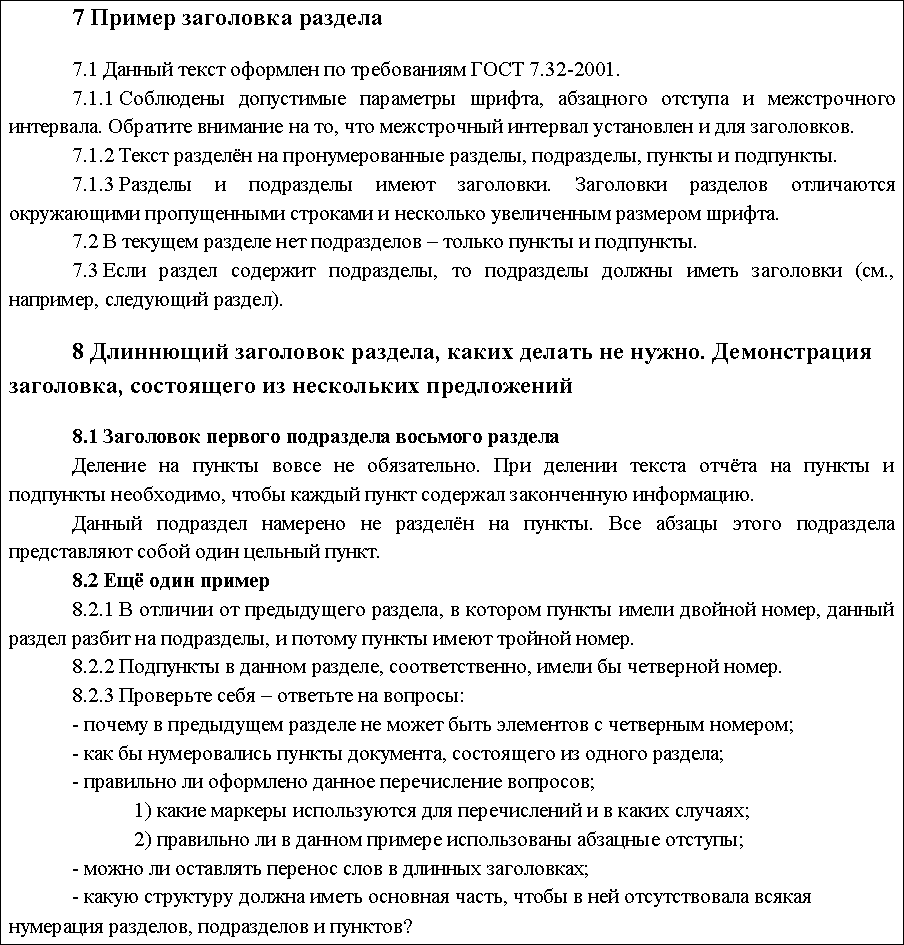 7 Пример заголовка раздела
7.1 Данный текст оформлен по требованиям ГОСТ 7.32-2001.
7.1.1 Соблюдены допустимые параметры шрифта, абзацного отступа и межстрочного
интервала. Обратите внимание на то, что межстрочный интервал установлен и для заголовков.
7.1.2 Текст разделён на пронумерованные разделы, подразделы, пункты и подпункты.
7.1.3 Разделы и подразделы имеют заголовки. Заголовки разделов отличаются
окружающими пропущенными строками и несколько увеличенным размером шрифта.
7.2 В текущем разделе нет подразделов – только пункты и подпункты.
7.3 Если раздел содержит подразделы, то подразделы должны иметь заголовки (см.,
например, следующий раздел).
8 Длиннющий заголовок раздела, каких делать не нужно. Демонстрация
заголовка, состоящего из нескольких предложений
8.1 Заголовок первого подраздела восьмого раздела
Деление на пункты вовсе не обязательно. При делении текста отчёта на пункты и
подпункты необходимо, чтобы каждый пункт содержал законченную информацию.
Данный подраздел намерено не разделён на пункты. Все абзацы этого подраздела
представляют собой один цельный пункт.
8.2 Ещё один пример
8.2.1 В отличии от предыдущего раздела, в котором пункты имели двойной номер, данный
раздел разбит на подразделы, и потому пункты имеют тройной номер.
8.2.2 Подпункты в данном разделе, соответственно, имели бы четверной номер.
8.2.3 Проверьте себя – ответьте на вопросы:
- почему в предыдущем разделе не может быть элементов с четверным номером;
- как бы нумеровались пункты документа, состоящего из одного раздела;
- правильно ли оформлено данное перечисление вопросов;
1) какие маркеры используются для перечислений и в каких случаях;
2) правильно ли в данном примере использованы абзацные отступы;
- можно ли оставлять перенос слов в длинных заголовках;
- какую структуру должна иметь основная часть, чтобы в ней отсутствовала всякая
нумерация разделов, подразделов и пунктов?